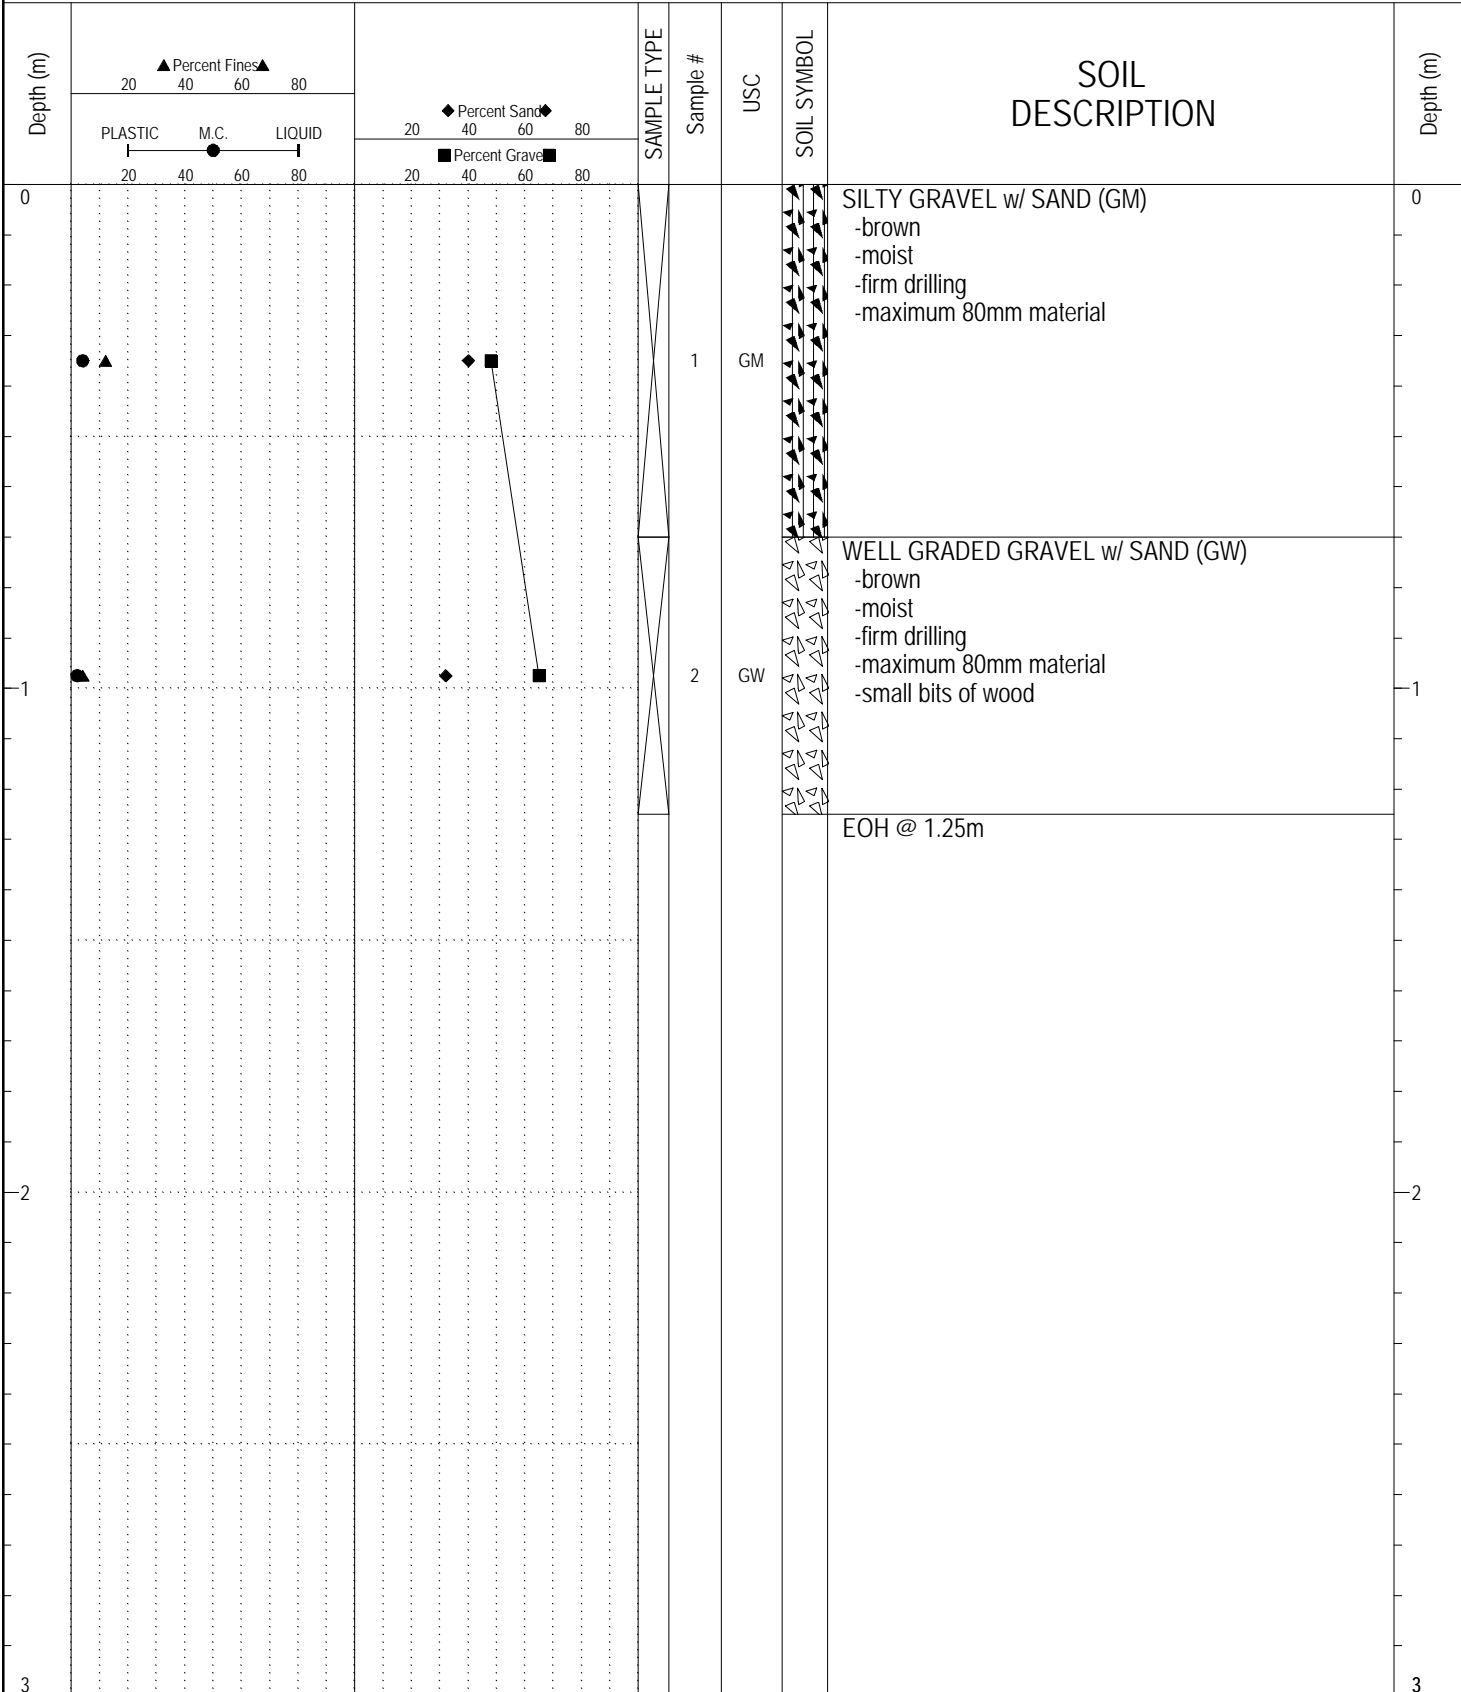 Depth (m)
▲ Percent Fines ▲
20 40 60 80
PLASTIC M.C. LIQUID
20 40 60 80
◆ Percent Sand ◆
20 40 60 80
■ Percent Gravel ■
20 40 60 80
SAMPLE TYPE
Sample #
USC
SOIL SYMBOL
SOIL
DESCRIPTION
Depth (m)
0
SILTY GRAVEL w/ SAND (GM)
-brown
-moist
-firm drilling
-maximum 80mm material
0
1 GM
WELL GRADED GRAVEL w/ SAND (GW)
-brown
-moist
-firm drilling
-maximum 80mm material
-small bits of wood
2 GW
1
1
EOH @ 1.25m
2
2
3
3